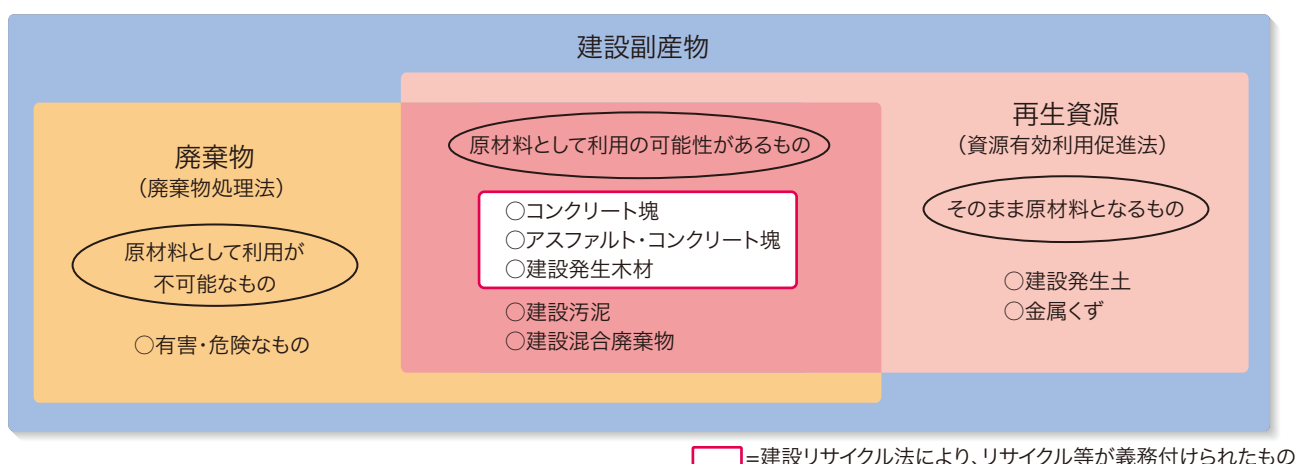 建設副産物
廃棄物
（廃棄物処理法）
原材料として利用が
不可能なもの
○有害・危険なもの
原材料として利用の可能性があるもの
○コンクリート塊
○アスファルト・コンクリート塊
○建設発生木材
○建設汚泥
○建設混合廃棄物
再生資源
（資源有効利用促進法）
そのまま原材料となるもの
○建設発生土
○金属くず
=建設リサイクル法により、リサイクル等が義務付けられたもの